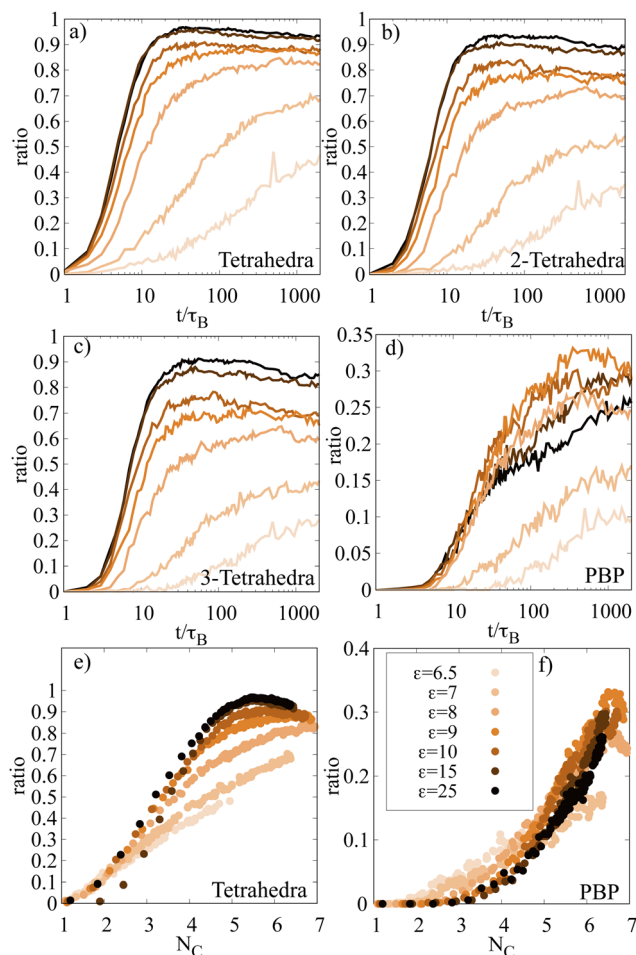 a)
ratio
1
0.9
0.8
0.7
0.6
0.5
0.4
0.3
0.2
0.1
0
Tetrahedra
1 10 100 1000
t/τB
b)
ratio
1
0.9
0.8
0.7
0.6
0.5
0.4
0.3
0.2
0.1
0
2-Tetrahedra
1 10 100 1000
t/τB
c)
ratio
1
0.9
0.8
0.7
0.6
0.5
0.4
0.3
0.2
0.1
0
3-Tetrahedra
1 10 100 1000
t/τB
d)
ratio
0.35
0.3
0.25
0.2
0.15
0.1
0.05
0
PBP
1 10 100 1000
t/τB
e)
ratio
1
0.9
0.8
0.7
0.6
0.5
0.4
0.3
0.2
0.1
0
Tetrahedra
1 2 3 4 5 6 7
NC
f)
ratio
0.4
0.3
0.2
0.1
0
ε=6.5
ε=7
ε=8
ε=9
ε=10
ε=15
ε=25
PBP
1 2 3 4 5 6 7
NC